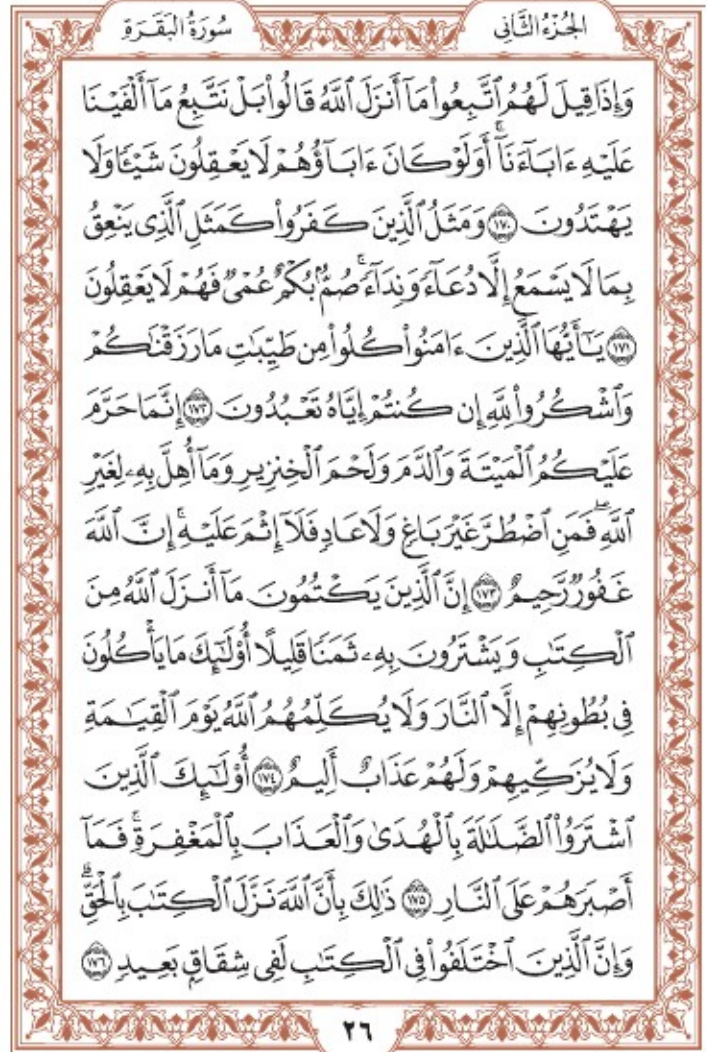 الجُزْءُ الثَّانِي سُورَةُ البَقَرَةِ
وَإِذَا قِيلَ لَهُمُ ٱتَّبِعُوا۟ مَآ أَنزَلَ ٱللَّهُ قَالُوا۟ بَلْ نَتَّبِعُ مَآ أَلْفَيْنَا
عَلَيْهِ ءَابَآءَنَآ ۚ أَوَلَوْ كَانَ ءَابَآؤُهُمْ لَا يَعْقِلُونَ شَيْـًٔا وَلَا
يَهْتَدُونَ ١٧٠ وَمَثَلُ ٱلَّذِينَ كَفَرُوا۟ كَمَثَلِ ٱلَّذِى يَنْعِقُ
بِمَا لَا يَسْمَعُ إِلَّا دُعَآءً وَنِدَآءً ۚ صُمٌّۢ بُكْمٌ عُمْىٌ فَهُمْ لَا يَعْقِلُونَ
١٧١ يَـٰٓأَيُّهَا ٱلَّذِينَ ءَامَنُوا۟ كُلُوا۟ مِن طَيِّبَـٰتِ مَا رَزَقْنَـٰكُمْ
وَٱشْكُرُوا۟ لِلَّهِ إِن كُنتُمْ إِيَّاهُ تَعْبُدُونَ ١٧٢ إِنَّمَا حَرَّمَ
عَلَيْكُمُ ٱلْمَيْتَةَ وَٱلدَّمَ وَلَحْمَ ٱلْخِنزِيرِ وَمَآ أُهِلَّ بِهِۦ لِغَيْرِ
ٱللَّهِ ۖ فَمَنِ ٱضْطُرَّ غَيْرَ بَاغٍ وَلَا عَادٍ فَلَآ إِثْمَ عَلَيْهِ ۚ إِنَّ ٱللَّهَ
غَفُورٌ رَّحِيمٌ ١٧٣ إِنَّ ٱلَّذِينَ يَكْتُمُونَ مَآ أَنزَلَ ٱللَّهُ مِنَ
ٱلْكِتَـٰبِ وَيَشْتَرُونَ بِهِۦ ثَمَنًا قَلِيلًا أُو۟لَـٰٓئِكَ مَا يَأْكُلُونَ
فِى بُطُونِهِمْ إِلَّا ٱلنَّارَ وَلَا يُكَلِّمُهُمُ ٱللَّهُ يَوْمَ ٱلْقِيَـٰمَةِ
وَلَا يُزَكِّيهِمْ وَلَهُمْ عَذَابٌ أَلِيمٌ ١٧٤ أُو۟لَـٰٓئِكَ ٱلَّذِينَ
ٱشْتَرَوُا۟ ٱلضَّلَـٰلَةَ بِٱلْهُدَىٰ وَٱلْعَذَابَ بِٱلْمَغْفِرَةِ ۚ فَمَآ
أَصْبَرَهُمْ عَلَى ٱلنَّارِ ١٧٥ ذَٰلِكَ بِأَنَّ ٱللَّهَ نَزَّلَ ٱلْكِتَـٰبَ بِٱلْحَقِّ ۗ
وَإِنَّ ٱلَّذِينَ ٱخْتَلَفُوا۟ فِى ٱلْكِتَـٰبِ لَفِى شِقَاقٍۭ بَعِيدٍ ١٧٦
٢٦